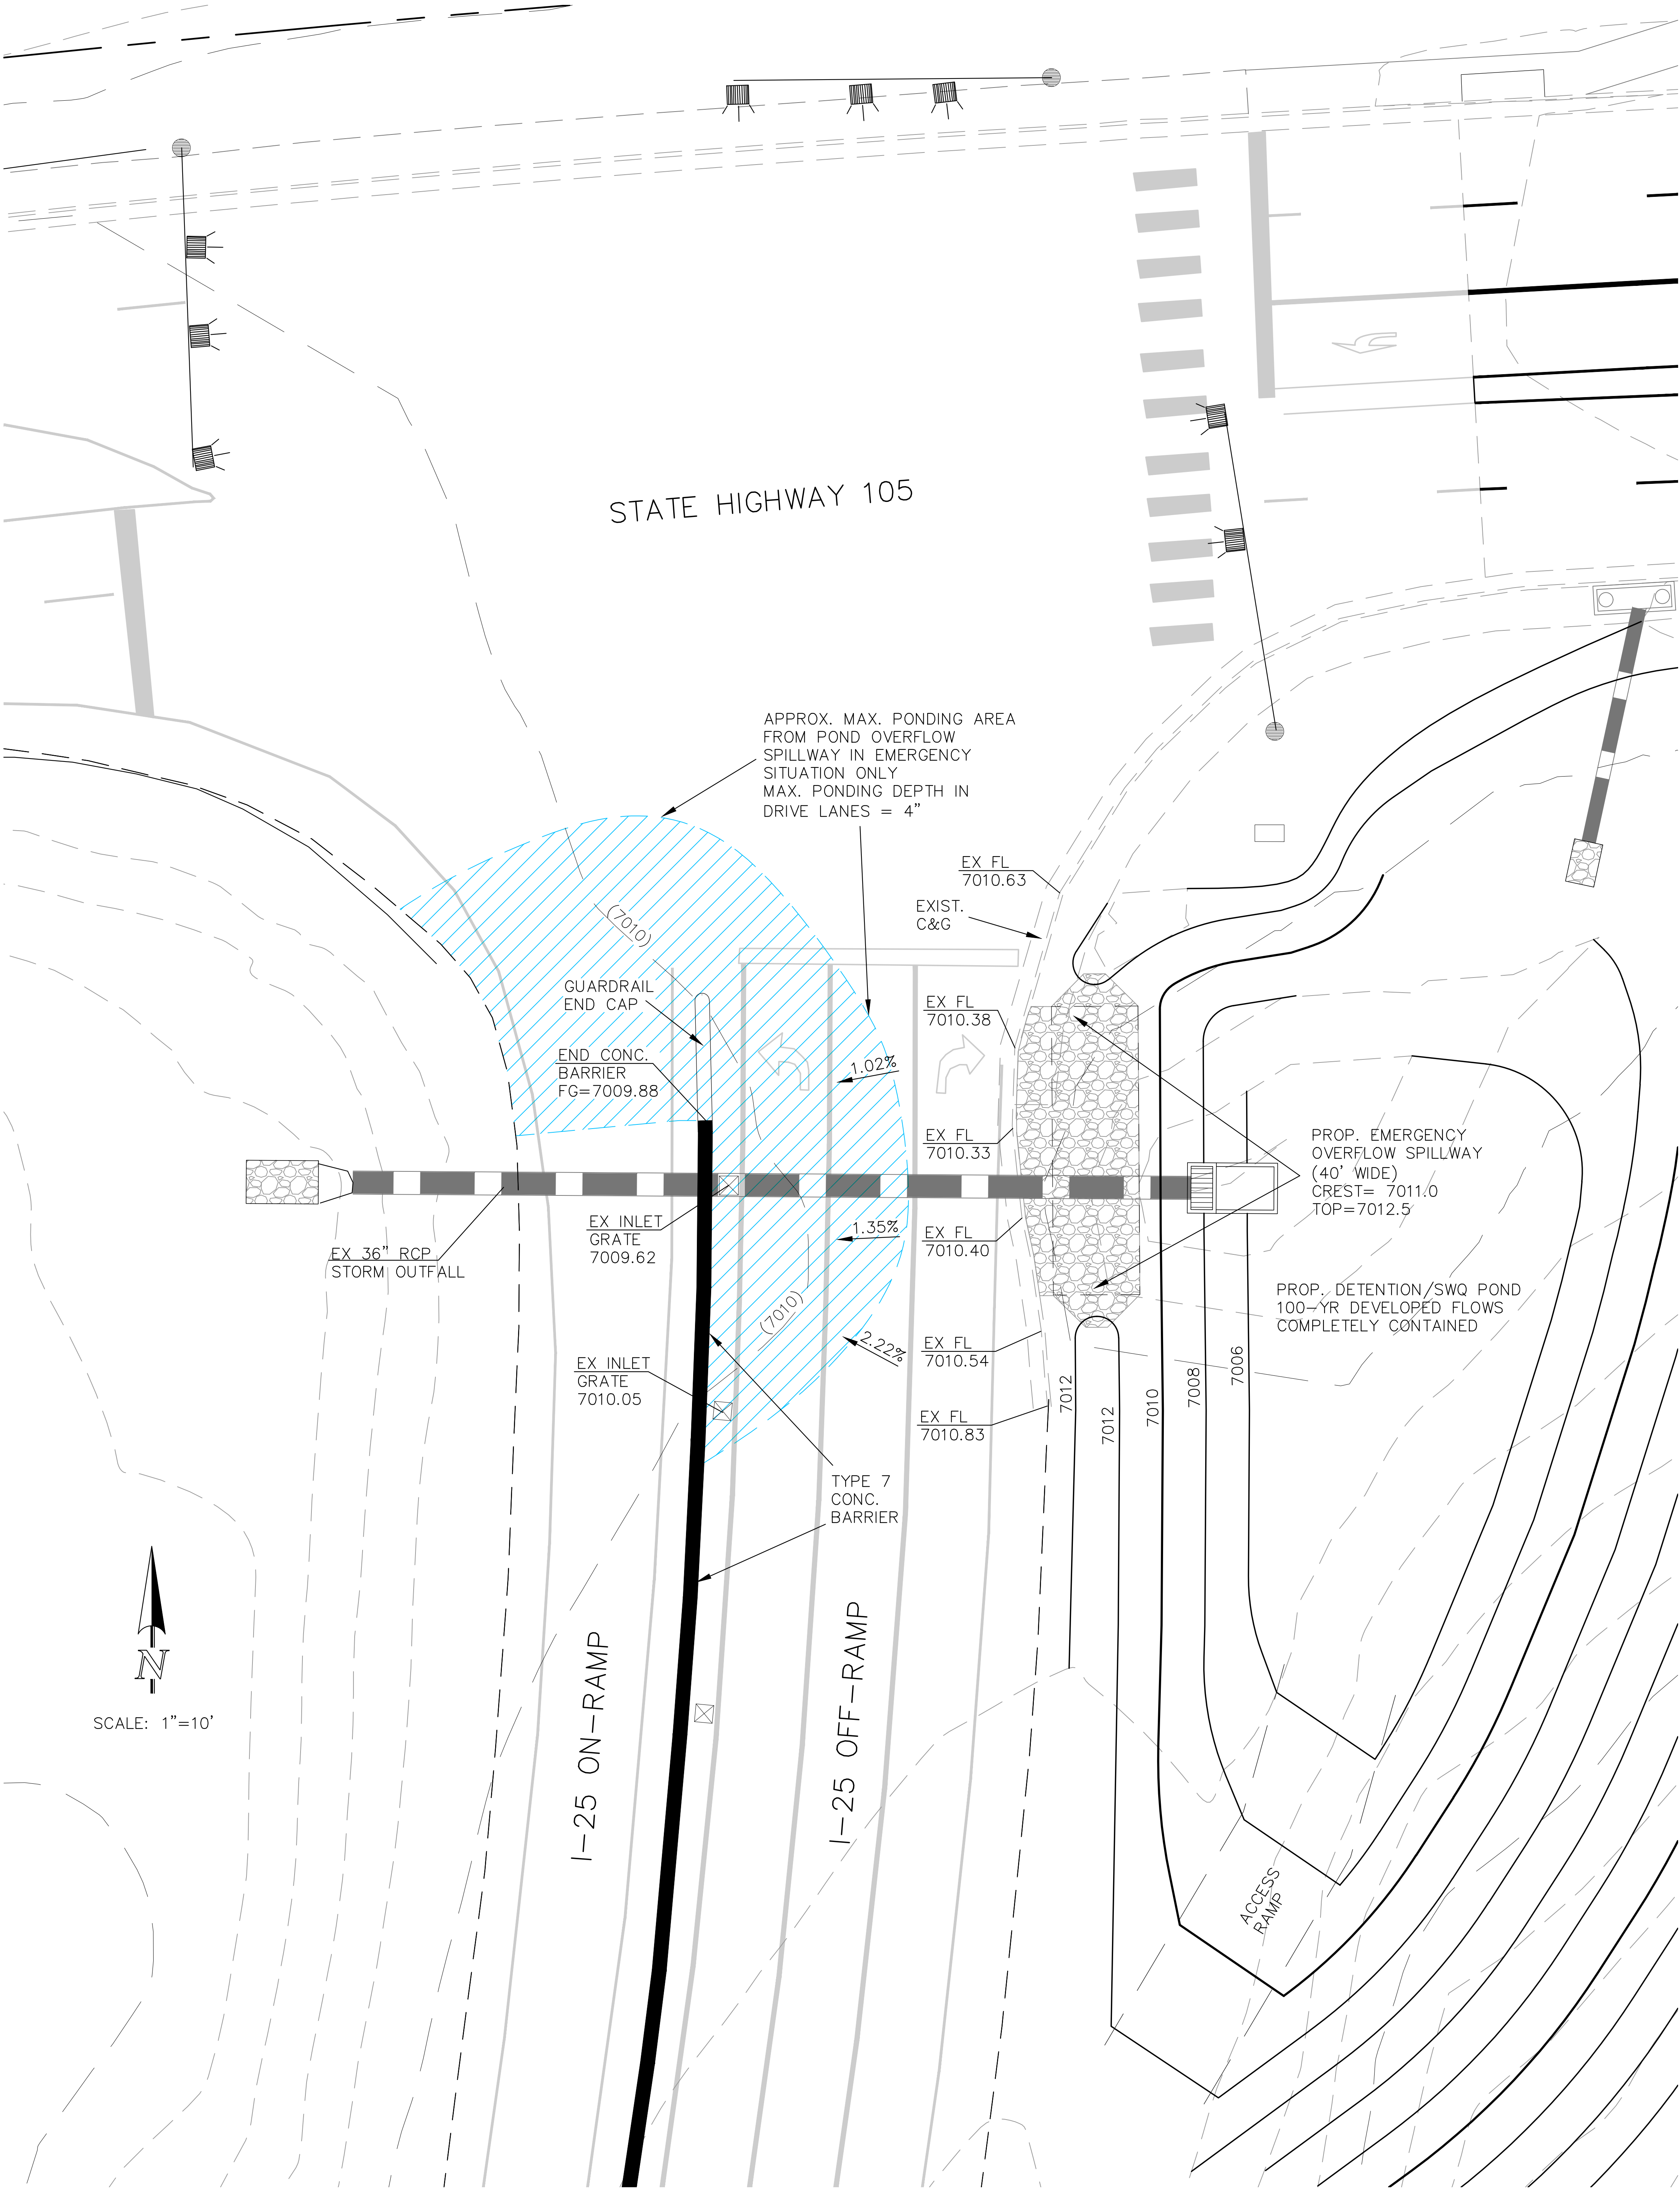 STATE HIGHWAY 105
APPROX. MAX. PONDING AREA
FROM POND OVERFLOW
SPILLWAY IN EMERGENCY
SITUATION ONLY
MAX. PONDING DEPTH IN
DRIVE LANES = 4"
EX FL
7010.63
EXIST.
C&G
(7010)
GUARDRAIL
END CAP
EX FL
7010.38
END CONC.
BARRIER
FG=7009.88
1.02%
EX FL
7010.33
PROP. EMERGENCY
OVERFLOW SPILLWAY
(40' WIDE)
CREST= 7011.0
TOP=7012.5
EX INLET
GRATE
7009.62
1.35%
EX FL
7010.40
EX 36" RCP
STORM OUTFALL
PROP. DETENTION/SWQ POND
100-YR DEVELOPED FLOWS
COMPLETELY CONTAINED
(7010)
2.22%
EX FL
7010.54
EX INLET
GRATE
7010.05
7012
7012
7010
7008
7006
EX FL
7010.83
TYPE 7
CONC.
BARRIER
N
SCALE: 1"=10'
I-25 ON-RAMP
I-25 OFF-RAMP
ACCESS
RAMP